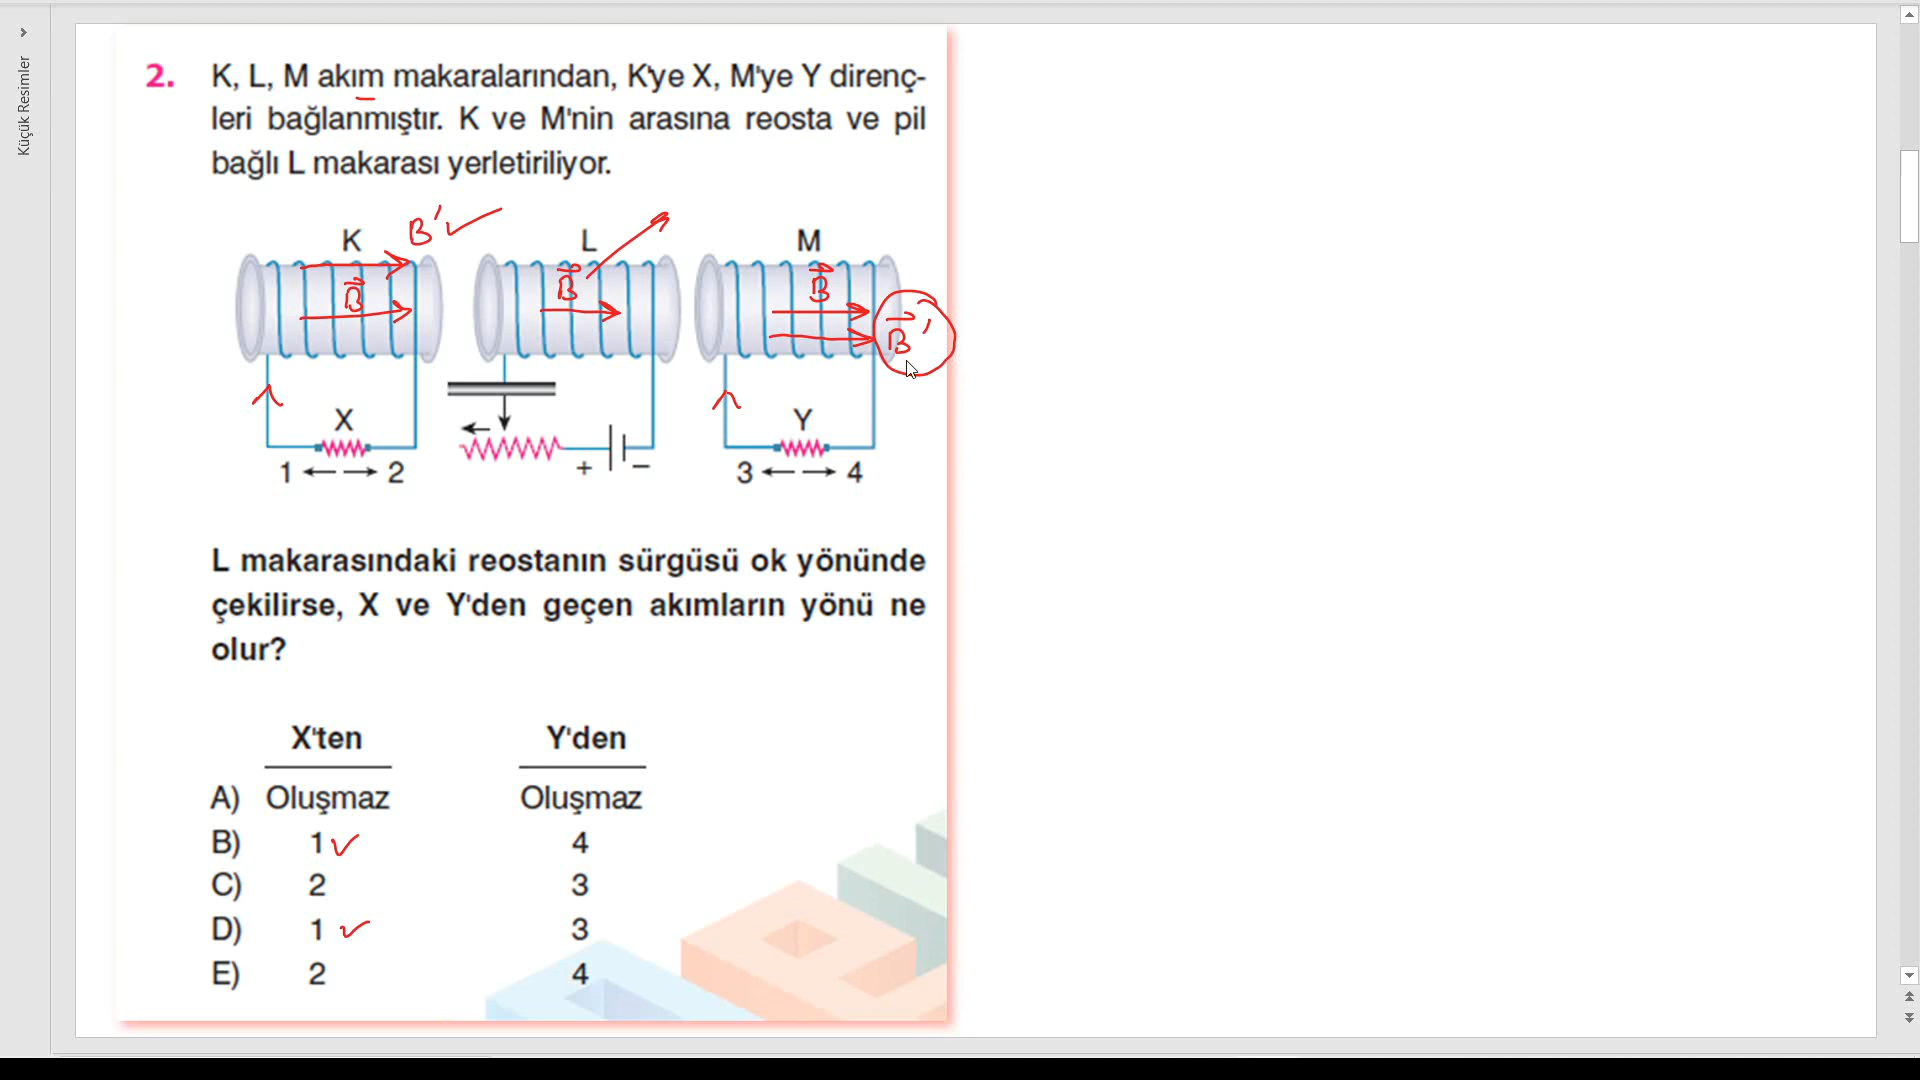 Küçük Resimler
2. K, L, M akım makaralarından, K'ye X, M'ye Y direnç-
leri bağlanmıştır. K ve M'nin arasına reosta ve pil
bağlı L makarası yerletiriliyor.
K B' L M
B B B B'
X Y
+ −
1 2 3 4
L makarasındaki reostanın sürgüsü ok yönünde
çekilirse, X ve Y'den geçen akımların yönü ne
olur?
X'ten Y'den
A) Oluşmaz Oluşmaz
B) 1 4
C) 2 3
D) 1 3
E) 2 4